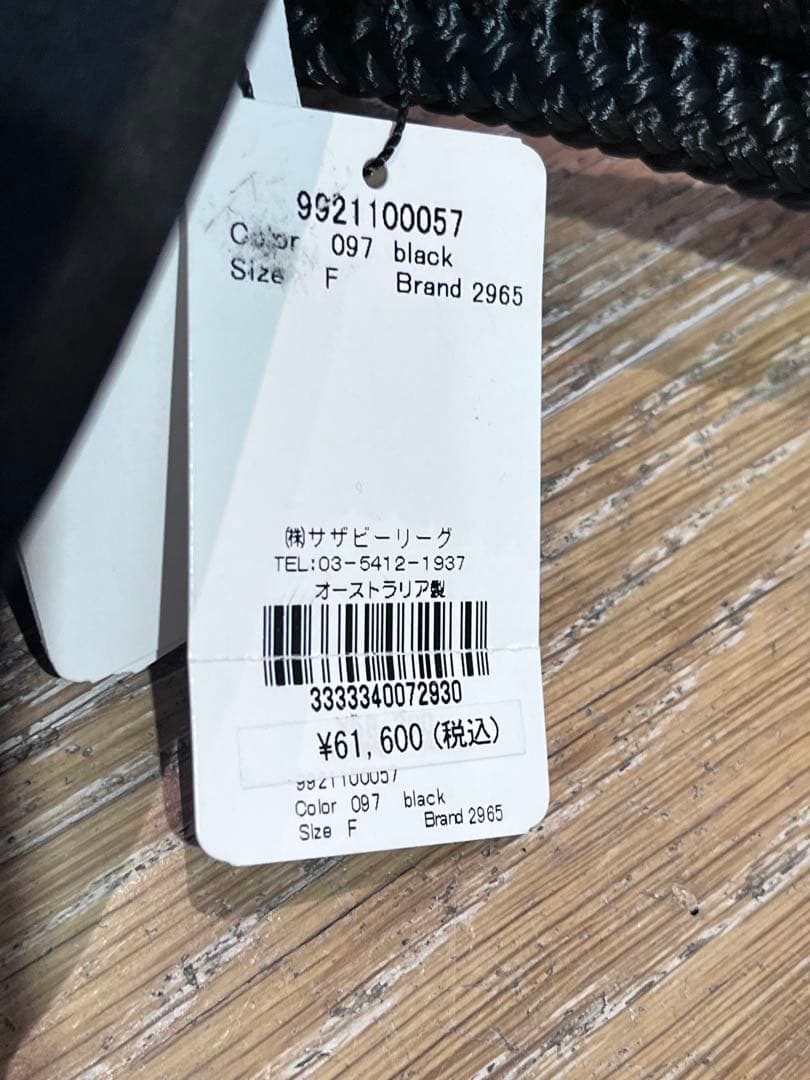 9921100057
Color 097 black
Size F Brand 2965
㈱サザビーリーグ
TEL:03-5412-1937
オーストラリア製
3333340072930
¥61,600(税込)
9921100057
Color 097 black
Size F Brand 2965